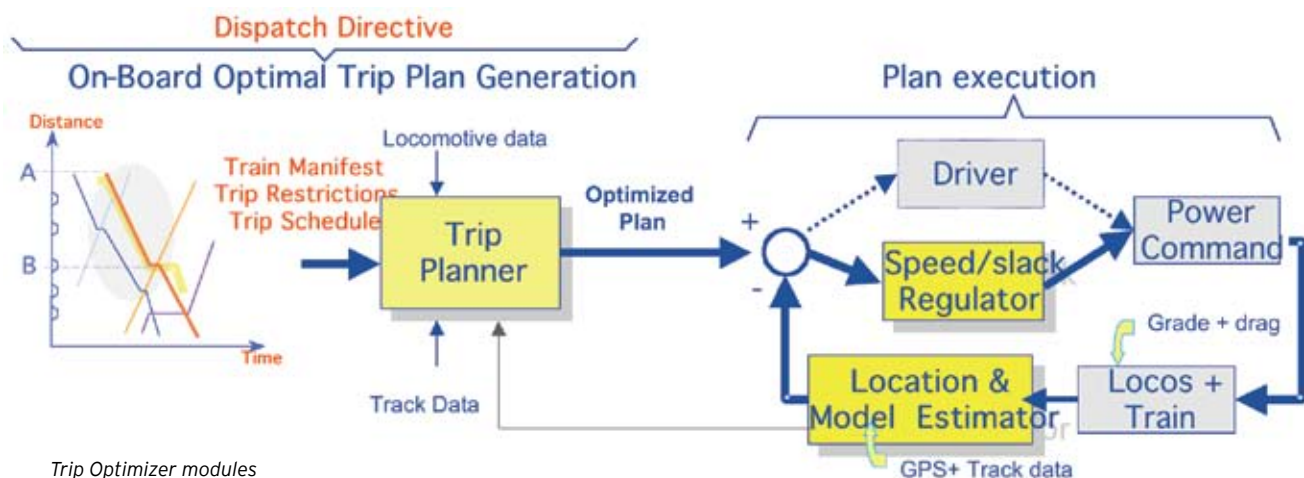 Dispatch Directive
On-Board Optimal Trip Plan Generation
Plan execution
Distance
A
B
Time
Train Manifest
Trip Restrictions
Trip Schedule
Locomotive data
Trip
Planner
Track Data
Optimized
Plan
+
-
Driver
Speed/slack
Regulator
Power
Command
Grade + drag
Locos +
Train
Location &
Model Estimator
GPS+ Track data
Trip Optimizer modules